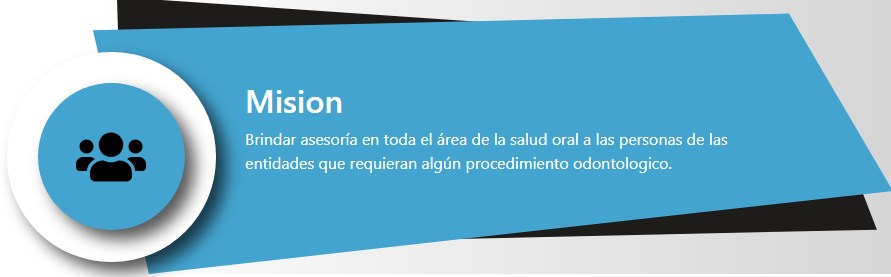 Mision
Brindar asesoría en toda el área de la salud oral a las personas de las
entidades que requieran algún procedimiento odontologico.